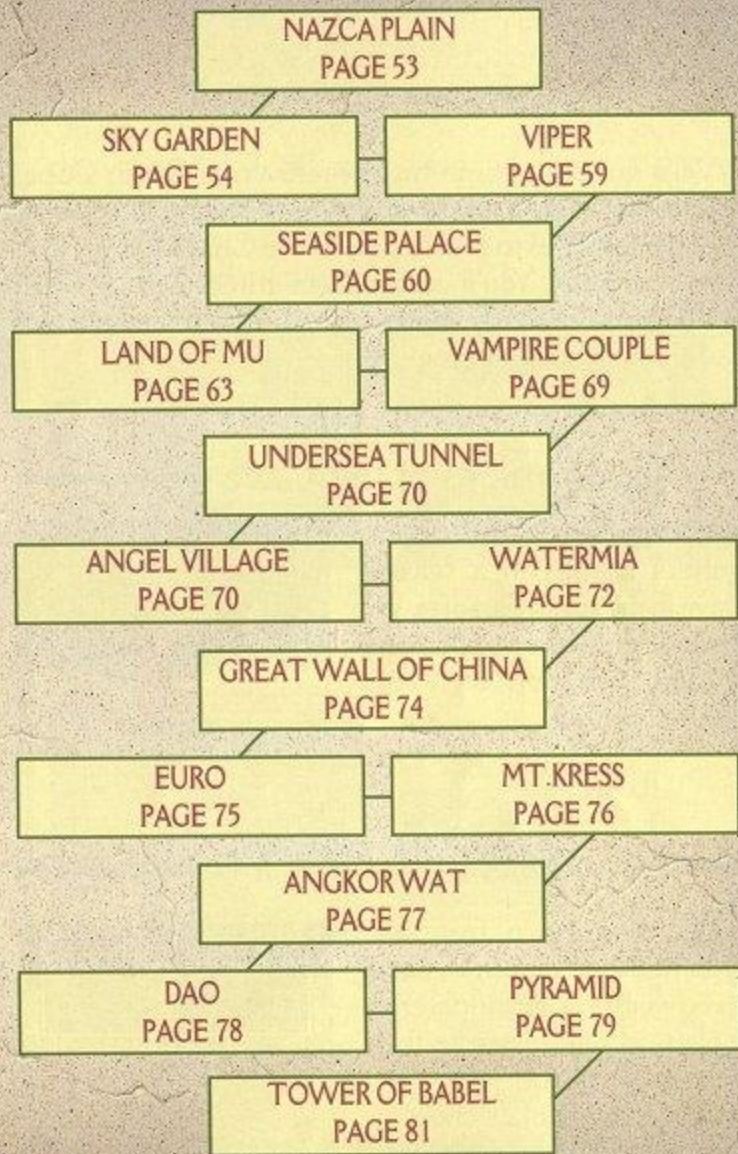 NAZCA PLAIN
PAGE 53
SKY GARDEN
PAGE 54
VIPER
PAGE 59
SEASIDE PALACE
PAGE 60
LAND OF MU
PAGE 63
VAMPIRE COUPLE
PAGE 69
UNDERSEA TUNNEL
PAGE 70
ANGEL VILLAGE
PAGE 70
WATERMIA
PAGE 72
GREAT WALL OF CHINA
PAGE 74
EURO
PAGE 75
MT.KRESS
PAGE 76
ANGKOR WAT
PAGE 77
DAO
PAGE 78
PYRAMID
PAGE 79
TOWER OF BABEL
PAGE 81